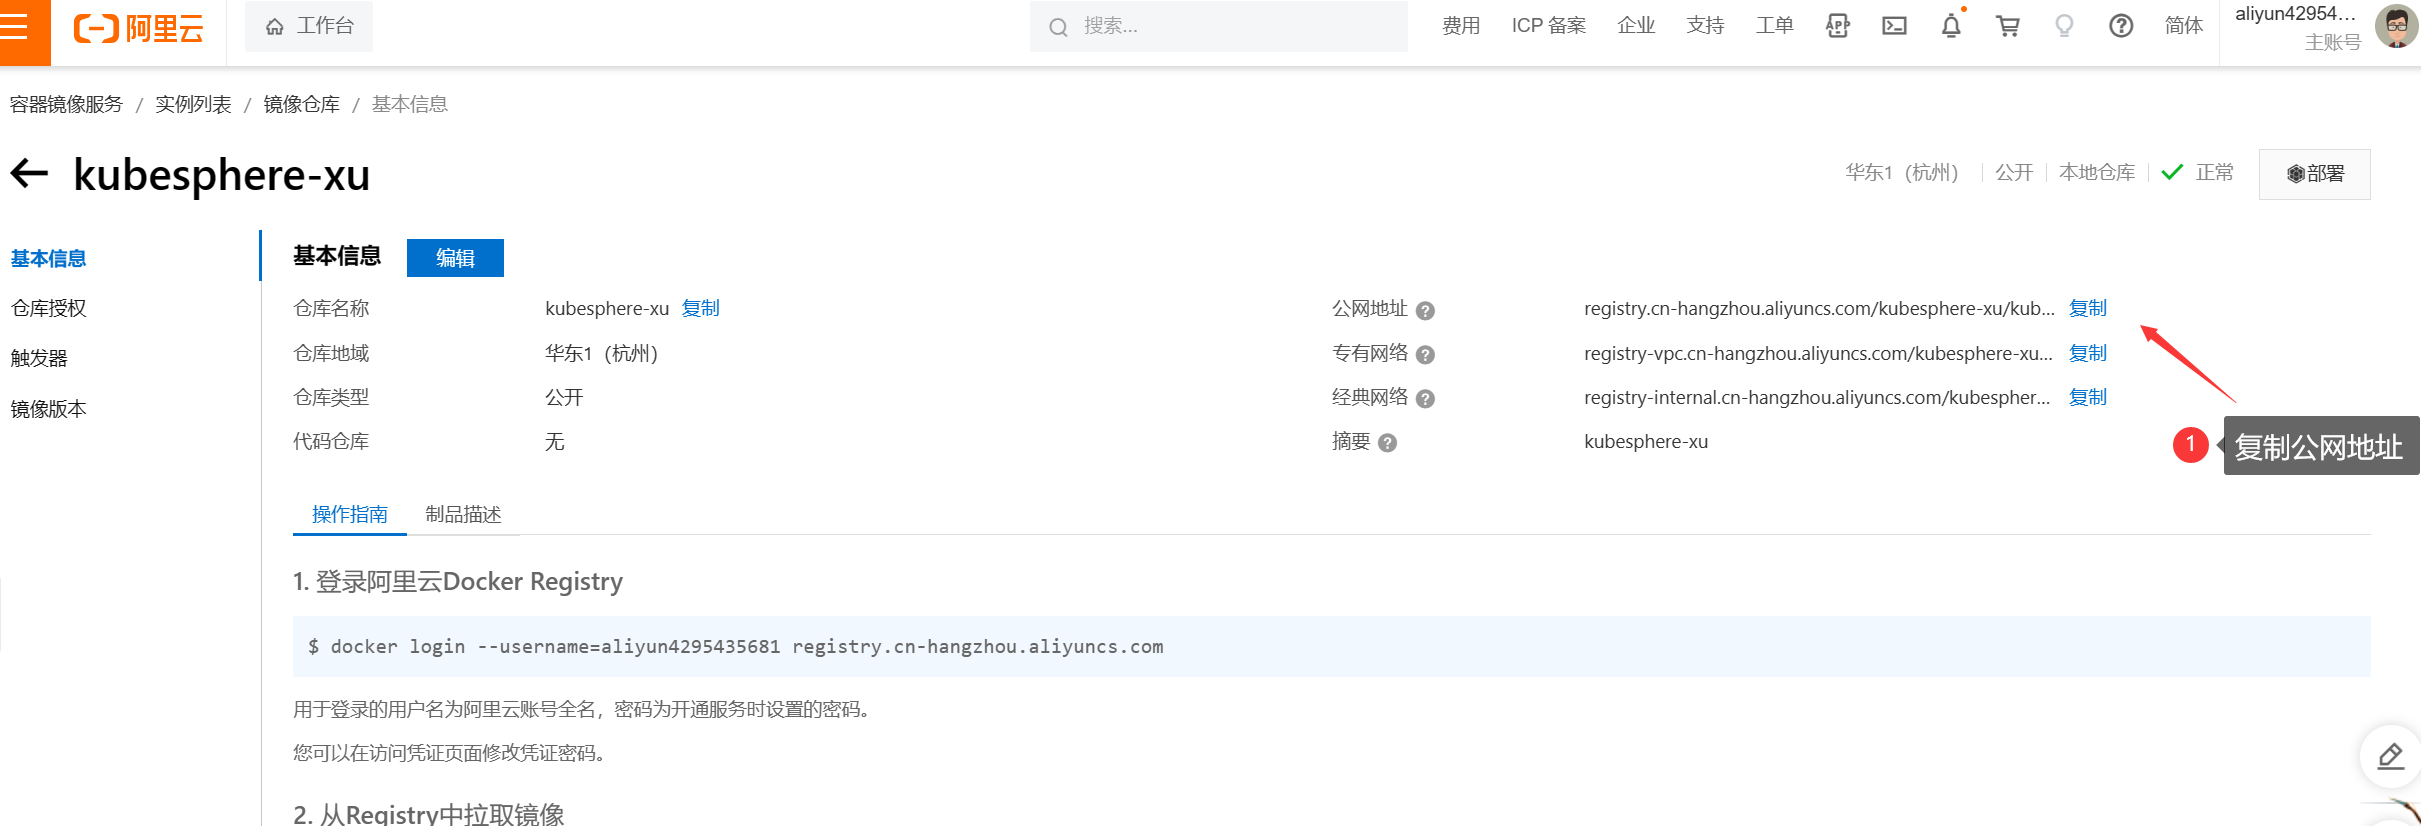 阿里云
工作台
搜索...
费用
ICP 备案
企业
支持
工单
APP
简体
aliyun42954...
主账号
容器镜像服务 / 实例列表 / 镜像仓库 / 基本信息
kubesphere-xu
华东1（杭州）
公开
本地仓库
正常
部署
基本信息
仓库授权
触发器
镜像版本
基本信息
编辑
仓库名称
kubesphere-xu 复制
公网地址
registry.cn-hangzhou.aliyuncs.com/kubesphere-xu/kub... 复制
仓库地域
华东1（杭州）
专有网络
registry-vpc.cn-hangzhou.aliyuncs.com/kubesphere-xu... 复制
仓库类型
公开
经典网络
registry-internal.cn-hangzhou.aliyuncs.com/kubespher... 复制
代码仓库
无
摘要
kubesphere-xu
1
复制公网地址
操作指南
制品描述
1. 登录阿里云Docker Registry
$ docker login --username=aliyun4295435681 registry.cn-hangzhou.aliyuncs.com
用于登录的用户名为阿里云账号全名，密码为开通服务时设置的密码。
您可以在访问凭证页面修改凭证密码。
2. 从Registry中拉取镜像